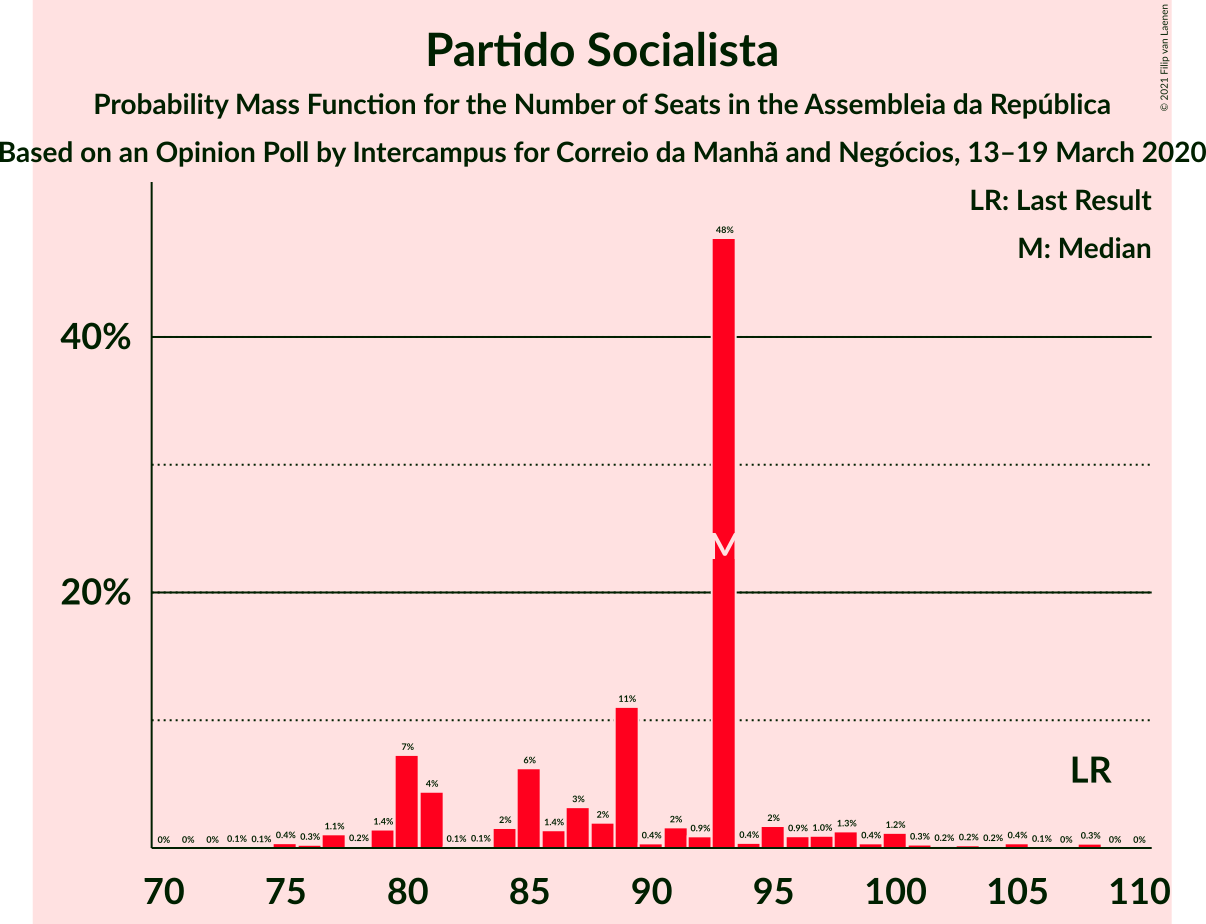 Partido Socialista
© 2021 Filip van Laenen
Probability Mass Function for the Number of Seats in the Assembleia da República
Based on an Opinion Poll by Intercampus for Correio da Manhã and Negócios, 13–19 March 2020
LR: Last Result
M: Median
40%
20%
0% 0% 0% 0.1% 0.1% 0.4% 0.3% 1.1% 0.2% 1.4% 7% 4% 0.1% 0.1% 2% 6% 1.4% 3% 2% 11% 0.4% 2% 0.9% 48% 0.4% 2% 0.9% 1.0% 1.3% 0.4% 1.2% 0.3% 0.2% 0.2% 0.2% 0.4% 0.1% 0% 0.3% 0% 0%
M
LR
70 75 80 85 90 95 100 105 110